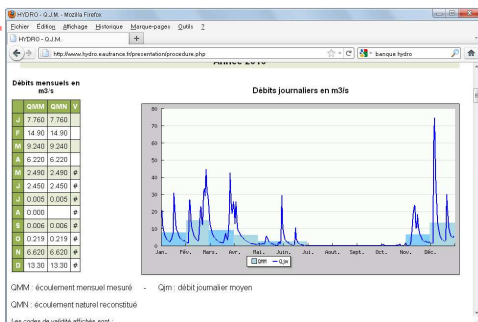 HYDRO - Q.J.M. - Mozilla Firefox
Fichier Edition Affichage Historique Marque-pages Outils ?
HYDRO - Q.J.M. +
http://www.hydro.eaufrance.fr/presentation/procedure.php banque hydro
Débits mensuels en m3/s
QMM QMN V
J 7.760 7.760
F 14.90 14.90
M 9.240 9.240
A 6.220 6.220
M 2.490 2.490 #
J 2.450 2.450 #
J 0.005 0.005 #
A 0.000 #
S 0.006 0.006 #
O 0.219 0.219 #
N 6.620 6.620 #
D 13.30 13.30 #
Débits journaliers en m3/s
80
70
60
50
40
30
20
10
0
Jan. Fév. Mars. Avr. Mai. Juin. Jui. Aout. Sept. Oct. Nov. Déc.
QMM
QMM : écoulement mensuel mesuré - Qjm : débit journalier moyen
QMN : écoulement naturel reconstitué
Les codes de validité affichés sont :